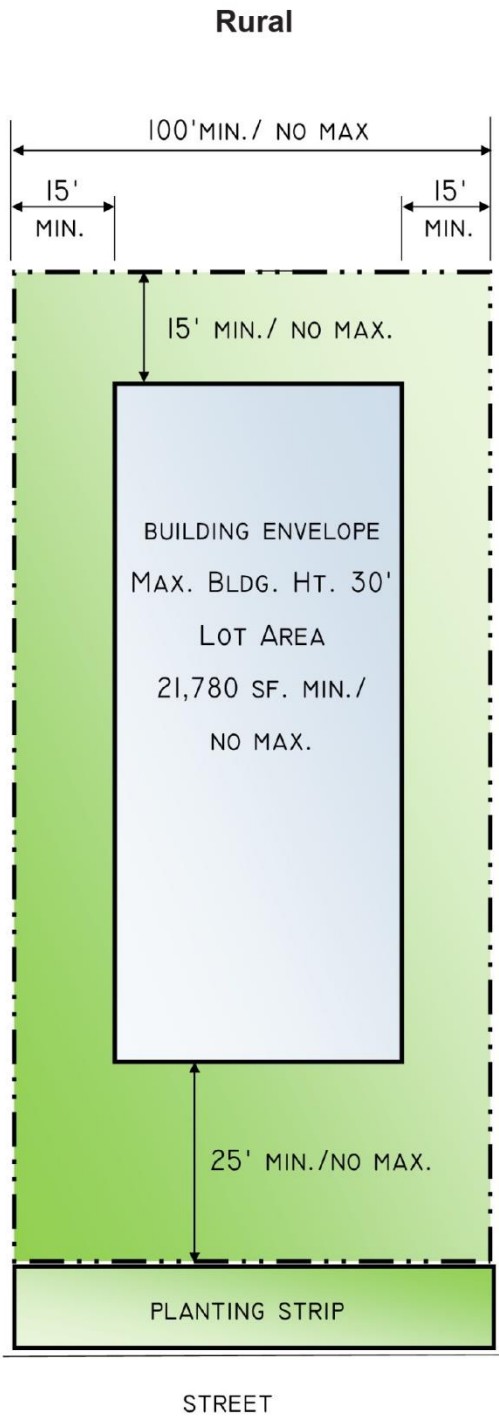 Rural
100'MIN./ NO MAX
15'
MIN.
15'
MIN.
15' MIN./ NO MAX.
BUILDING ENVELOPE
MAX. BLDG. HT. 30'
LOT AREA
21,780 SF. MIN./
NO MAX.
25' MIN./NO MAX.
PLANTING STRIP
STREET